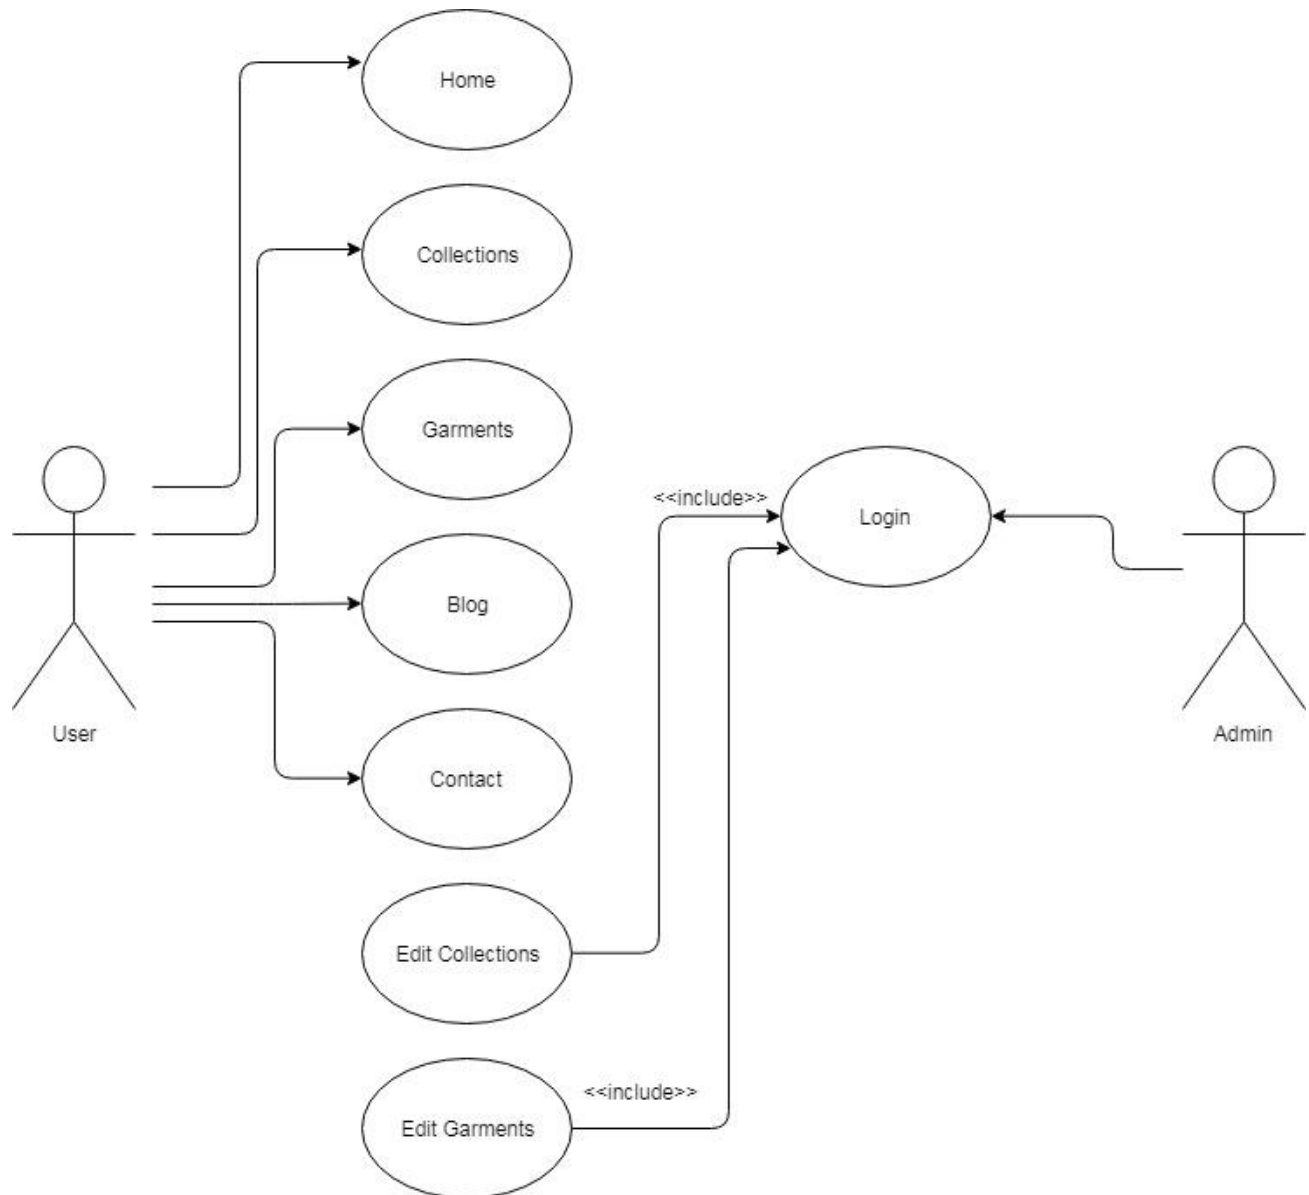 Home
Collections
Garments
<<include>>
Login
Blog
User
Admin
Contact
Edit Collections
<<include>>
Edit Garments